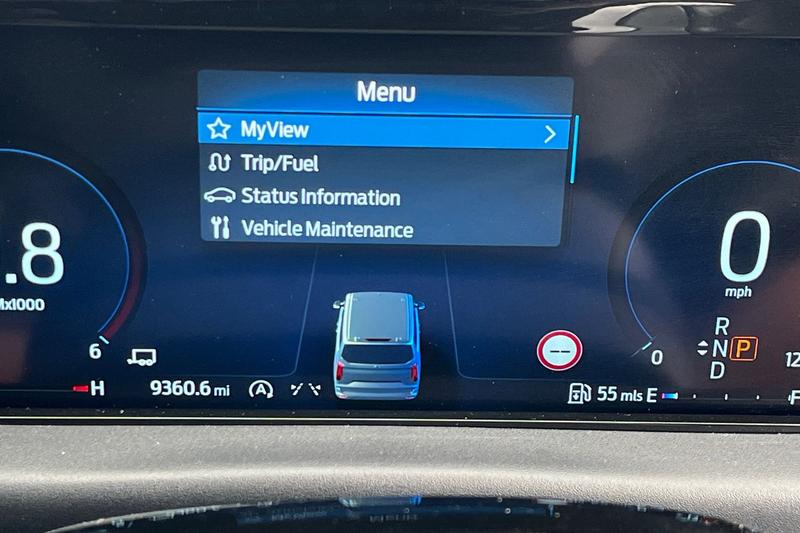 Menu
MyView
Trip/Fuel
Status Information
Vehicle Maintenance
.8
x1000
6
H
9360.6 mi
A
--
0
mph
R
N P
D
0
12
55 mls E
F